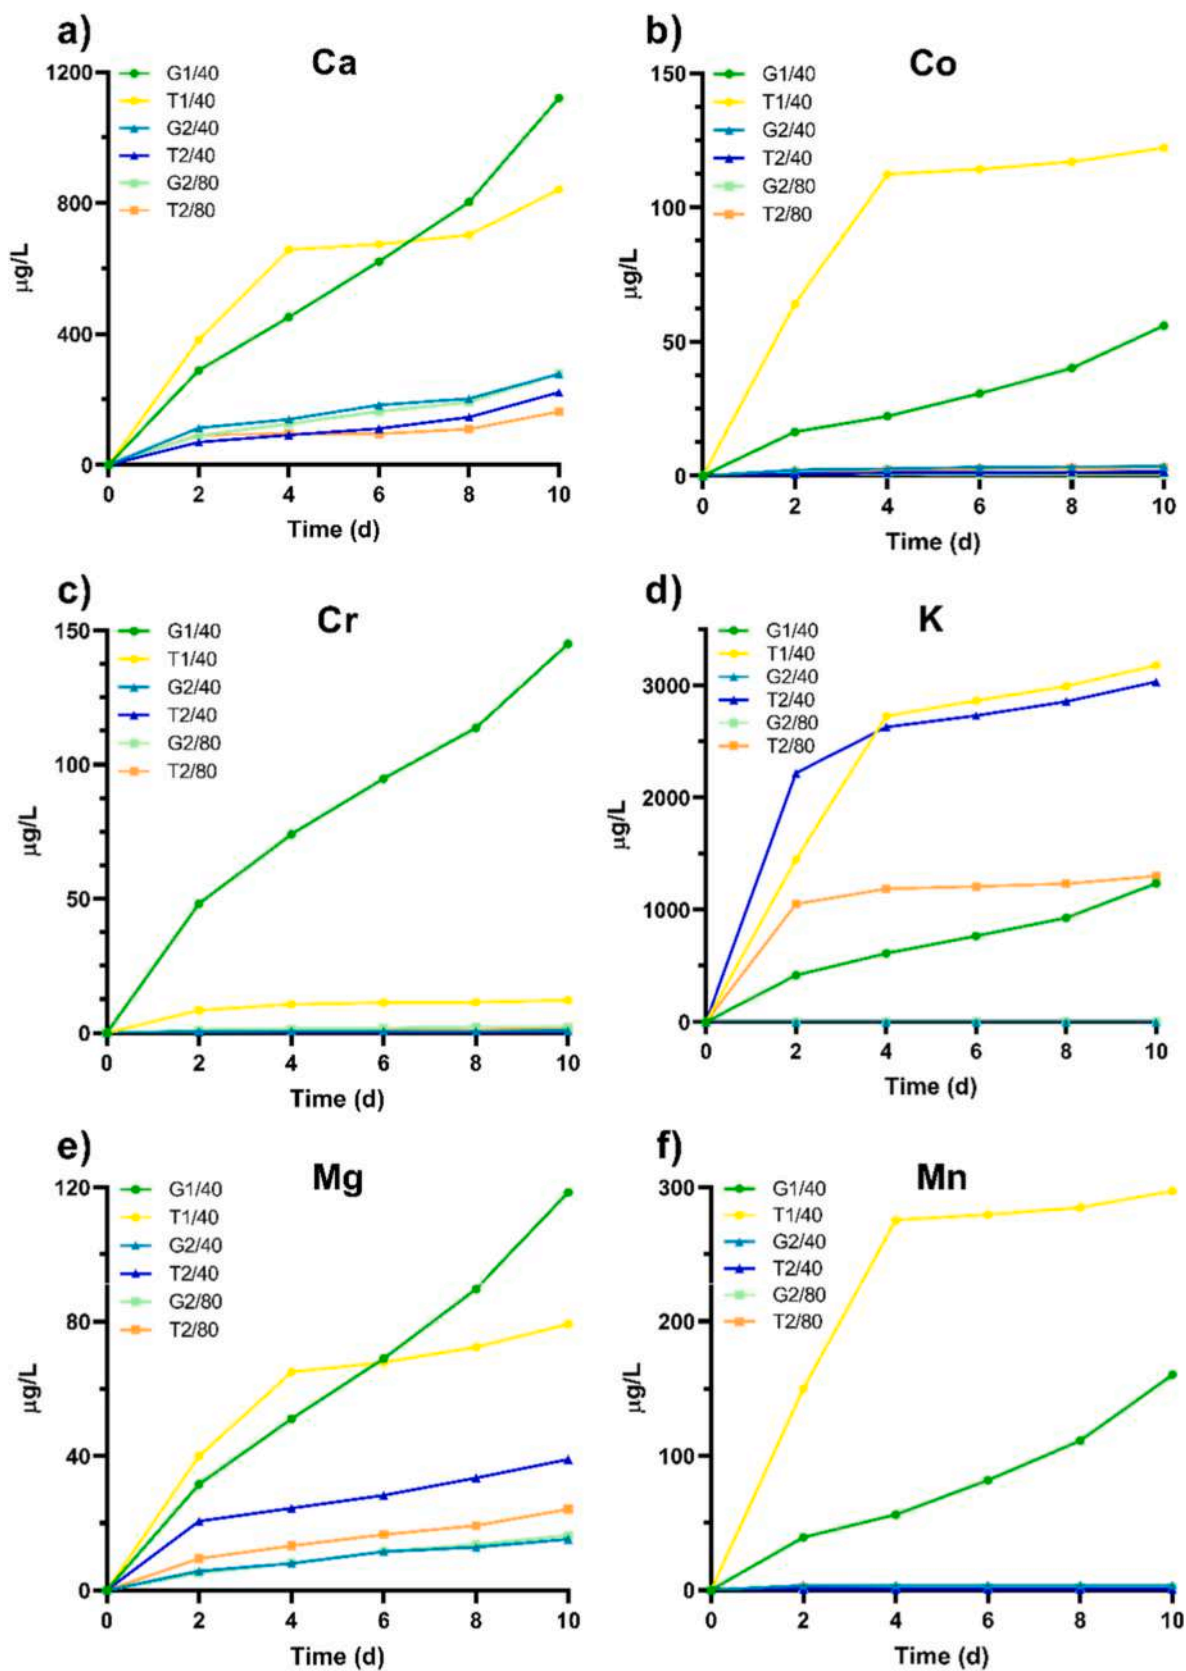 a)
Ca
1200
800
400
0
µg/L
G1/40
T1/40
G2/40
T2/40
G2/80
T2/80
0 2 4 6 8 10
Time (d)
b)
Co
150
100
50
0
µg/L
G1/40
T1/40
G2/40
T2/40
G2/80
T2/80
0 2 4 6 8 10
Time (d)
c)
Cr
150
100
50
0
µg/L
G1/40
T1/40
G2/40
T2/40
G2/80
T2/80
0 2 4 6 8 10
Time (d)
d)
K
3000
2000
1000
0
µg/L
G1/40
T1/40
G2/40
T2/40
G2/80
T2/80
0 2 4 6 8 10
Time (d)
e)
Mg
120
80
40
0
µg/L
G1/40
T1/40
G2/40
T2/40
G2/80
T2/80
0 2 4 6 8 10
Time (d)
f)
Mn
300
200
100
0
µg/L
G1/40
T1/40
G2/40
T2/40
G2/80
T2/80
0 2 4 6 8 10
Time (d)